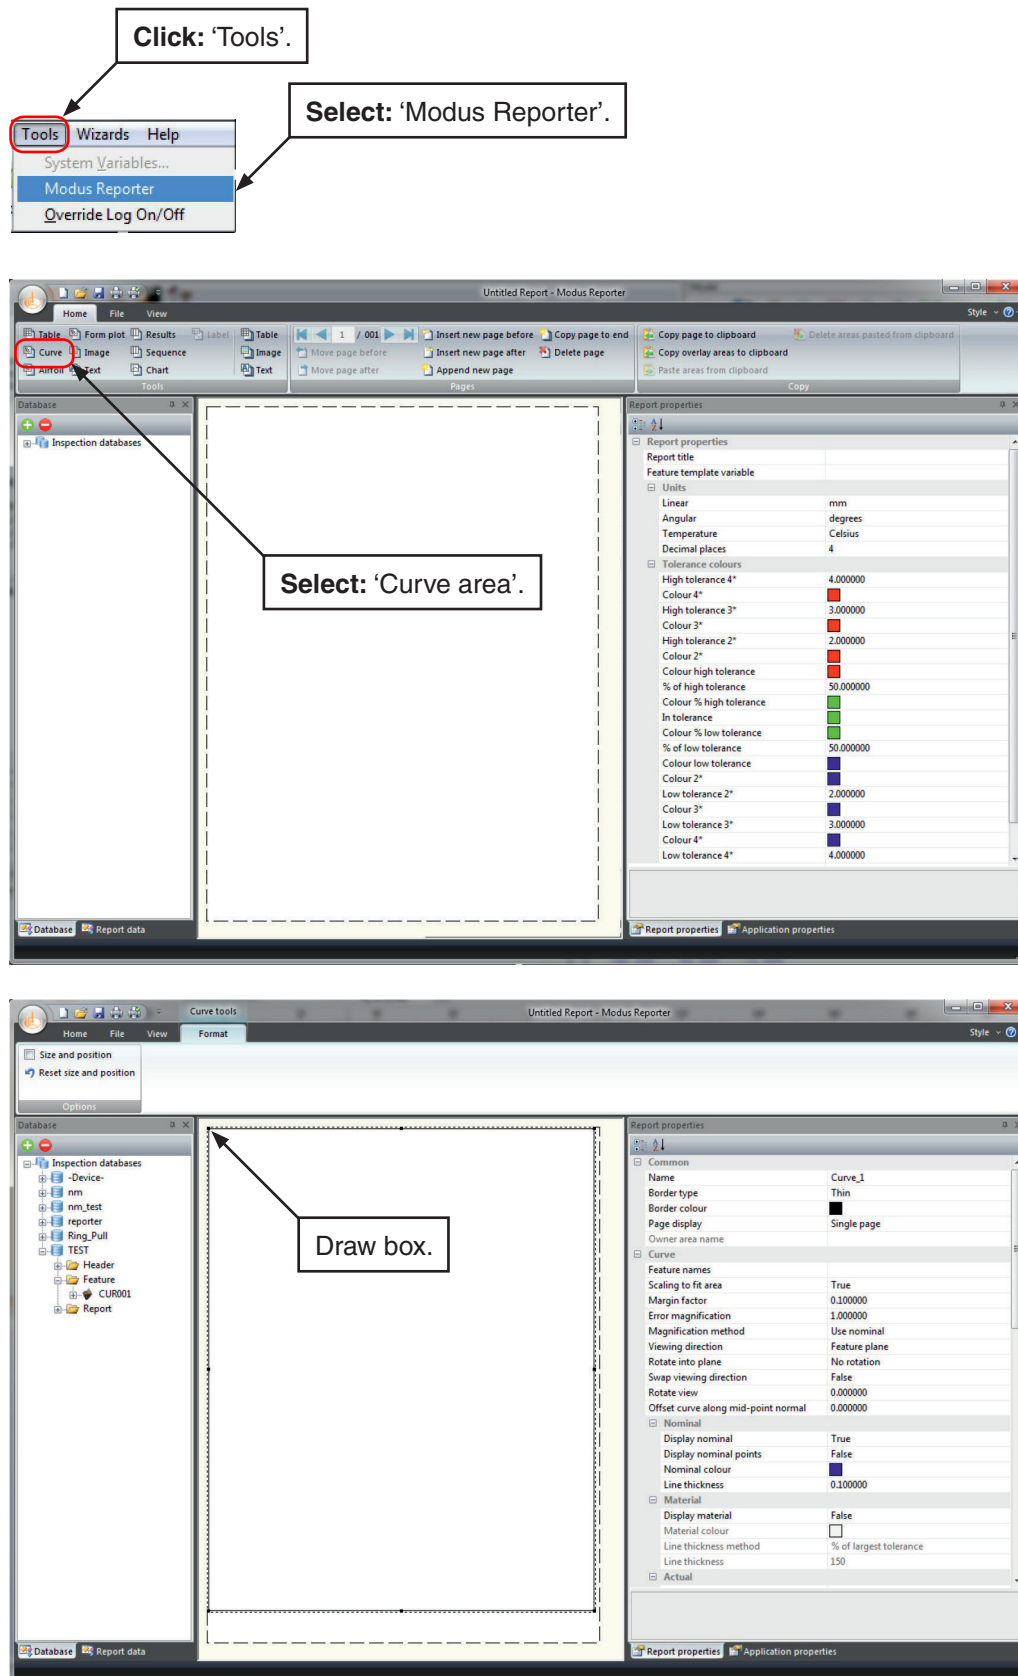 Click: ‘Tools’.
Select: ‘Modus Reporter’.
Tools Wizards Help
System Variables...
Modus Reporter
Override Log On/Off
Untitled Report - Modus Reporter
Home File View Style
Table Form plot Results Label Table 1 / 001 Insert new page before Copy page to end Copy page to clipboard Delete areas pasted from clipboard
Curve Image Sequence Image Move page before Insert new page after Delete page Copy overlay areas to clipboard
Airfoil Text Chart Text Move page after Append new page Paste areas from clipboard
Tools Pages Copy
Database
Inspection databases
Select: ‘Curve area’.
Report properties
Report properties
Report title
Feature template variable
Units
Linear mm
Angular degrees
Temperature Celsius
Decimal places 4
Tolerance colours
High tolerance 4* 4.000000
Colour 4*
High tolerance 3* 3.000000
Colour 3*
High tolerance 2* 2.000000
Colour 2*
Colour high tolerance
% of high tolerance 50.000000
Colour % high tolerance
In tolerance
Colour % low tolerance
% of low tolerance 50.000000
Colour low tolerance
Colour 2*
Low tolerance 2* 2.000000
Colour 3*
Low tolerance 3* 3.000000
Colour 4*
Low tolerance 4* 4.000000
Database Report data Report properties Application properties
Curve tools Untitled Report - Modus Reporter
Home File View Format Style
Size and position
Reset size and position
Options
Database
Inspection databases
-Device-
nm
nm_test
reporter
Ring_Pull
TEST
Header
Feature
CUR001
Report
Draw box.
Report properties
Common
Name Curve_1
Border type Thin
Border colour
Page display Single page
Owner area name
Curve
Feature names
Scaling to fit area True
Margin factor 0.100000
Error magnification 1.000000
Magnification method Use nominal
Viewing direction Feature plane
Rotate into plane No rotation
Swap viewing direction False
Rotate view 0.000000
Offset curve along mid-point normal 0.000000
Nominal
Display nominal True
Display nominal points False
Nominal colour
Line thickness 0.100000
Material
Display material False
Material colour
Line thickness method % of largest tolerance
Line thickness 150
Actual
Database Report data Report properties Application properties